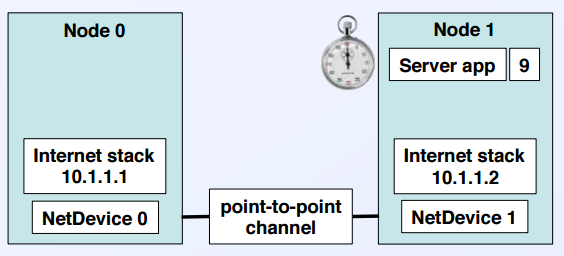 Node 0
Internet stack
10.1.1.1
NetDevice 0
point-to-point
channel
Node 1
Server app 9
Internet stack
10.1.1.2
NetDevice 1